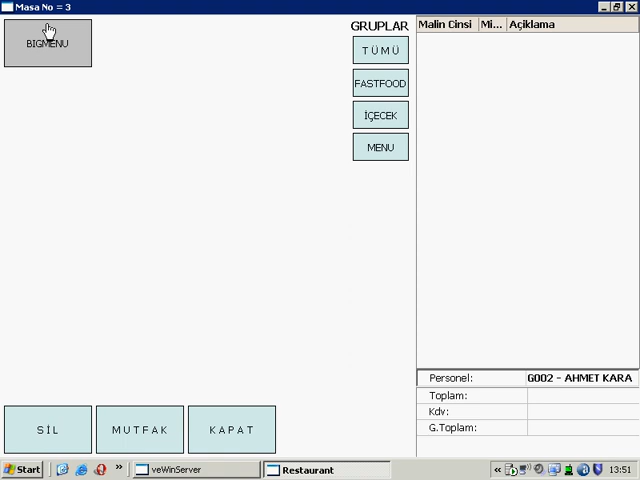 Masa No = 3
BIGMENU
GRUPLAR
TÜMÜ
FASTFOOD
İÇECEK
MENU
Malin Cinsi Mi... Açiklama
Personel: G002 - AHMET KARA
Toplam:
Kdv:
G.Toplam:
SİL MUTFAK KAPAT
Start » veWinServer Restaurant « 13:51